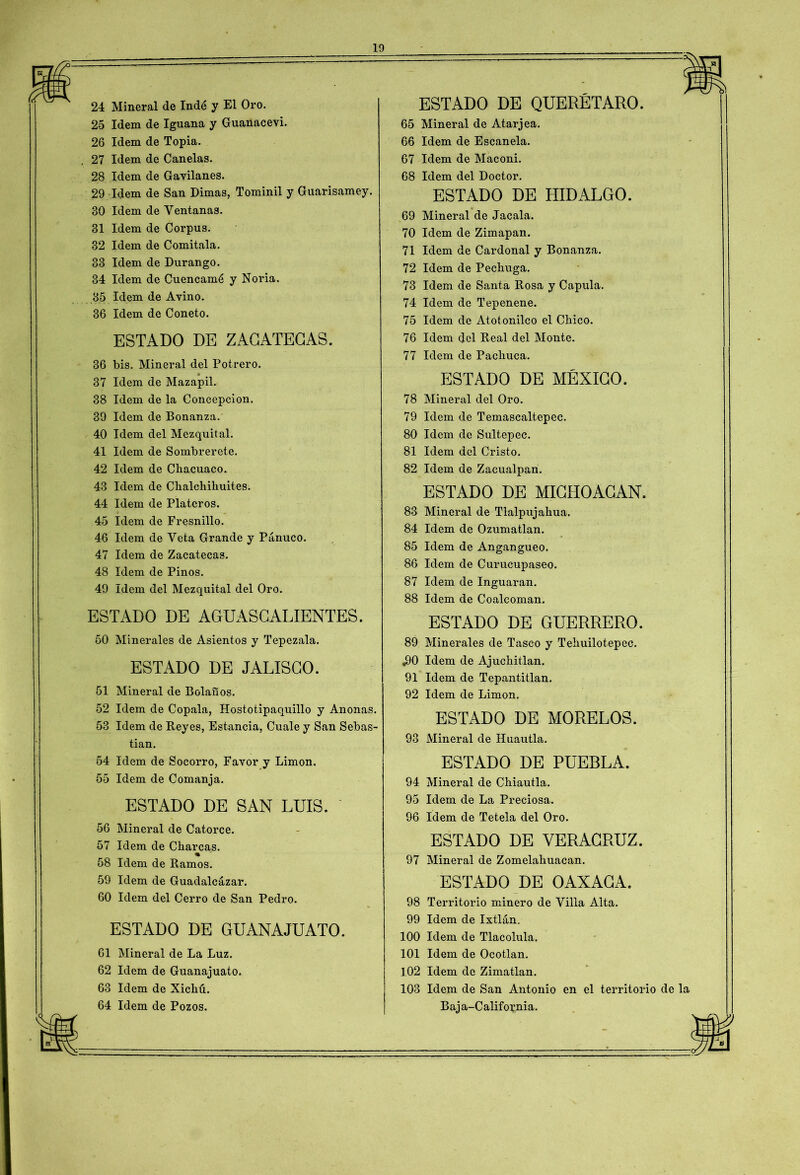 19
24 Mineral de Indé y El Oro.
25 Idem de Iguana y Guanacevi.
26 Idem de Topia.
27 Idem de Canelas.
28 Idem de Gavilanes.
29 Idem de San Dimas, Tominil y Guarisamey.
30 Idem de Ventanas.
31 Idem de Corpus.
32 Idem de Comitala.
33 Idem de Durango.
34 Idem de Cuencamé y Noria.
35 Idem de Avino.
36 Idem de Coneto.
ESTADO DE ZACATECAS.
36 bis. Mineral del Potrero.
37 Idem de Mazapil.
38 Idem de la Concepcion.
39 Idem de Bonanza.
40 Idem del Mezquital.
41 Idem de Sombrerete.
42 Idem de Chacuaco.
43 Idem de Chalchihuites.
44 Idem de Plateros.
45 Idem de Fresnillo.
46 Idem de Veta Grande y Pánuco.
47 Idem de Zacatecas.
48 Idem de Pinos.
49 Idem del Mezquital del Oro.
ESTADO DE AGUASCALIENTES.
50 Minerales de Asientos y Tepezala.
ESTADO DE JALISCO.
51 Mineral de Bolaños.
52 Idem de Copala, Hostotipaquillo y Anonas.
53 Idem de Reyes, Estancia, Cuale y San Sebas-
tian.
54 Idem de Socorro, Favor y Limon.
55 Idem de Comanja.
ESTADO DE SAN LUIS.
56 Mineral de Catorce.
57 Idem de Charcas.
58 Idem de Ramos.
59 Idem de Guadalcázar.
60 Idem del Cerro de San Pedro.
ESTADO DE GUANAJUATO.
61 Mineral de La Luz.
62 Idem de Guanajuato.
63 Idem de Xichú.
64 Idem de Pozos.
ESTADO DE QUERÉTARO.
65 Mineral de Atarjea.
66 Idem de Escanela.
67 Idem de Maconi.
68 Idem del Doctor.
ESTADO DE HIDALGO.
69 Mineral de Jacala.
70 Idem de Zimapan.
71 Idem de Cardonal y Bonanza.
72 Idem de Pechuga.
73 Idem de Santa Rosa y Capula.
74 Idem de Tepenene.
75 Idem de Atotonilco el Chico.
76 Idem del Real del Monte.
77 Idem de Pachuca.
ESTADO DE MÉXICO.
78 Mineral del Oro.
79 Idem de Temascaltepec.
80 Idem de Sultepec.
81 Idem del Cristo.
82 Idem de Zacualpan.
ESTADO DE MICHOACAN.
83 Mineral de Tlalpujahua.
84 Idem de Ozumatlan.
85 Idem de Angangueo.
86 Idem de Curucupaseo.
87 Idem de Inguaran.
88 Idem de Coalcoman.
ESTADO DE GUERRERO.
89 Minerales de Tasco y Tehuilotepec.
90 Idem de Ajuchitlan.
91 Idem de Tepantitlan.
92 Idem de Limon.
ESTADO DE MORELOS.
93 Mineral de Huautla.
ESTADO DE PUEBLA.
94 Mineral de Chiautla.
95 Idem de La Preciosa.
96 Idem de Tetela del Oro.
ESTADO DE VERACRUZ.
97 Mineral de Zomelahuacan.
ESTADO DE OAXACA.
98 Territorio minero de Villa Alta.
99 Idem de Ixtlán.
100 Idem de Tlacolula.
101 Idem de Ocotlan.
102 Idem de Zimatlan.
103 Idem de San Antonio en el territorio de la
Baja-California.